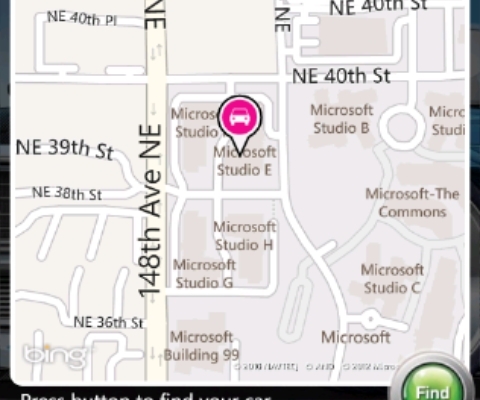 NE 40th Pl
NE
NE
NE 40th St
NE 40th St
Microsoft
Studio B
Studio
NE 39th St
Microsoft
Studio E
NE 38th St
148th Ave NE
Microsoft-The
Commons
Microsoft
Studio H
Microsoft
Studio G
Microsoft
Studio C
NE 36th St
Microsoft
Building 99
Microsoft
bing
Find
Press button to find your car